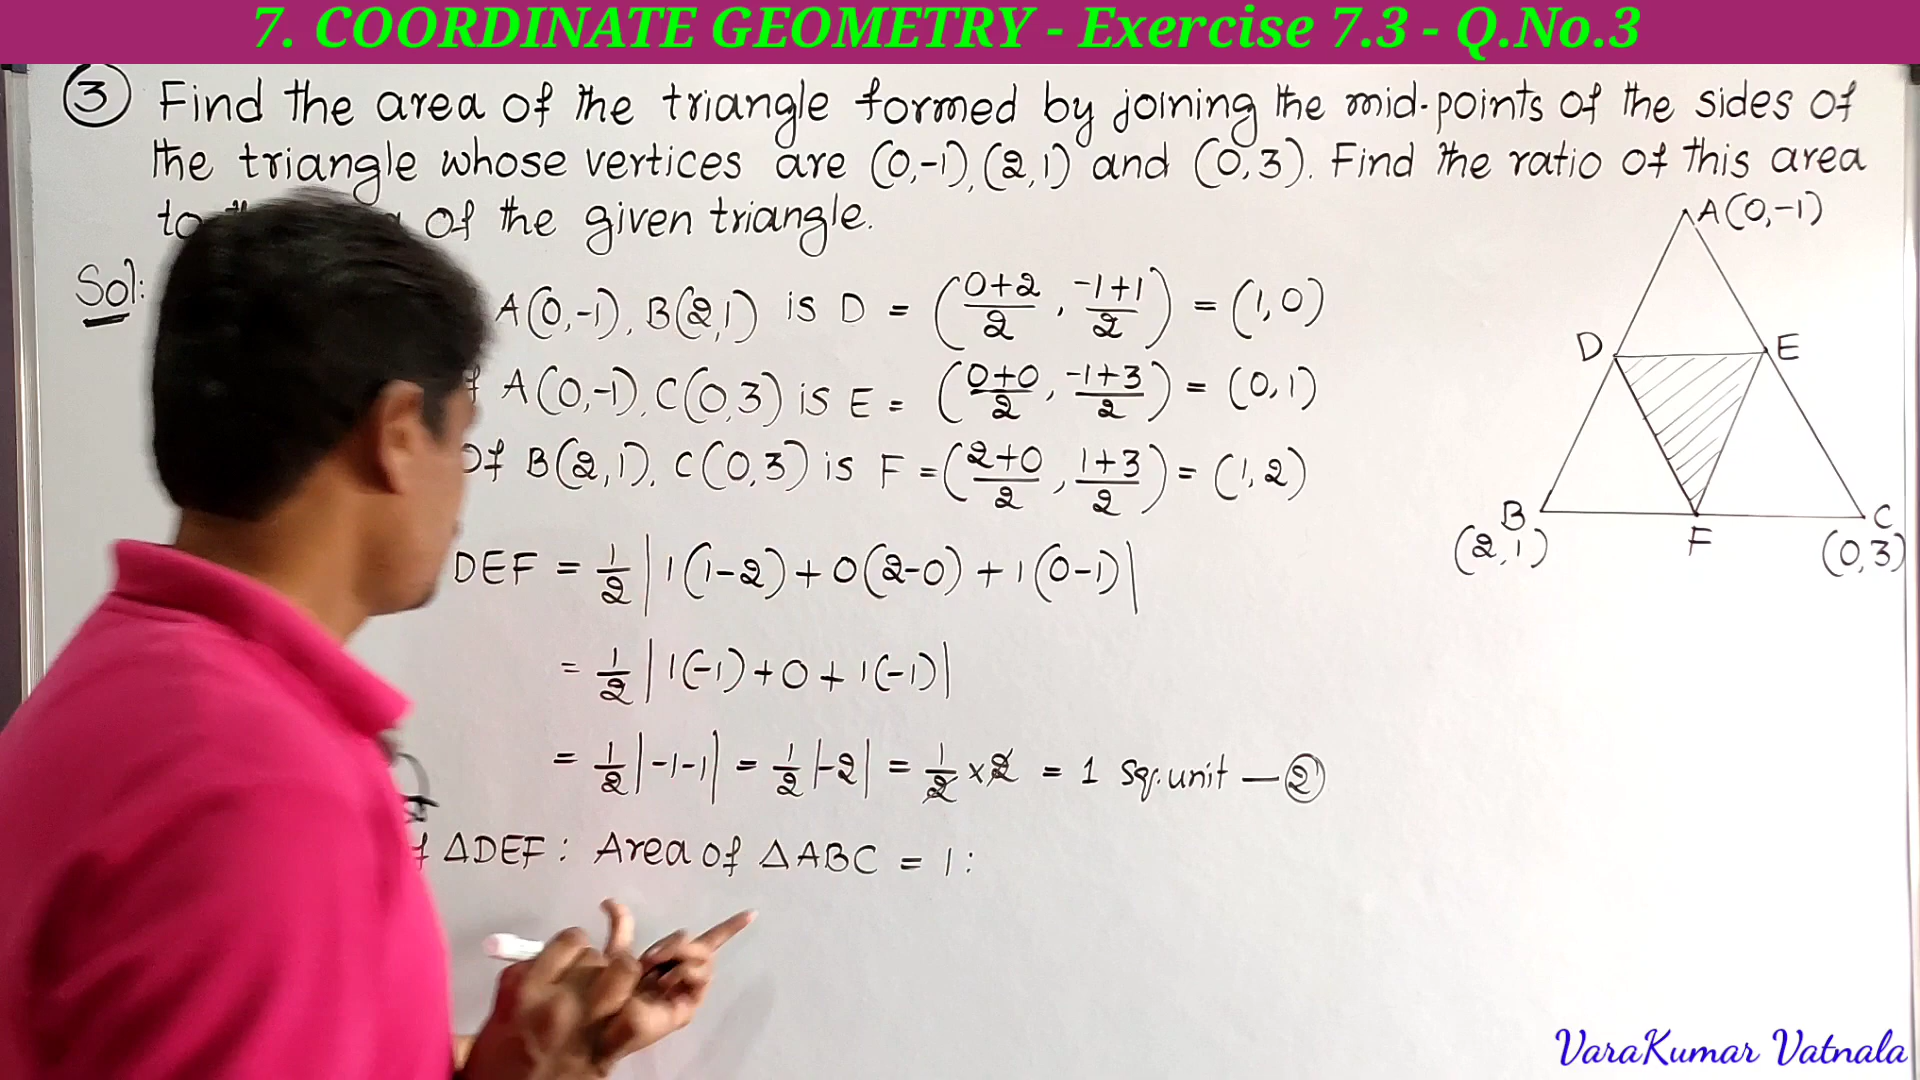 7. COORDINATE GEOMETRY - Exercise 7.3 - Q.No.3
③ Find the area of the triangle formed by joining the mid-points of the sides of
the triangle whose vertices are (0,-1), (2,1) and (0,3). Find the ratio of this area
to of the given triangle.
Sol: A(0,-1), B(2,1) is D = ((0+2)/2, (-1+1)/2) = (1,0)
A(0,-1), C(0,3) is E = ((0+0)/2, (-1+3)/2) = (0,1)
of B(2,1), C(0,3) is F = ((2+0)/2, (1+3)/2) = (1,2)
DEF = 1/2 |1(1-2)+0(2-0)+1(0-1)|
= 1/2 |1(-1)+0+1(-1)|
= 1/2 |-1-1| = 1/2 |-2| = 1/2 × 2 = 1 Sq.unit — ②
ΔDEF : Area of ΔABC = 1:
A(0,-1)
D E
B F C
(2,1) (0,3)
VaraKumar Vatnala